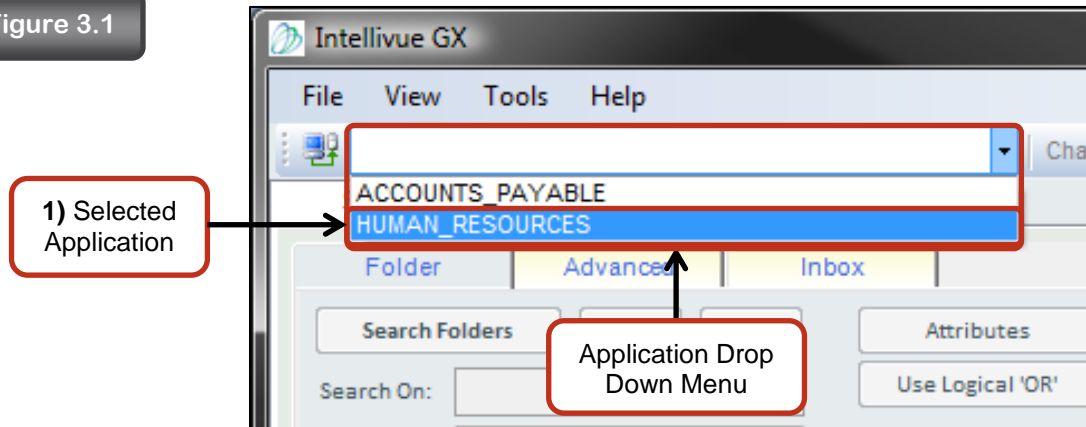 igure 3.1
Intellivue GX
File View Tools Help
Cha
ACCOUNTS_PAYABLE
HUMAN_RESOURCES
1) Selected
Application
Folder Advanced Inbox
Search Folders
Attributes
Application Drop
Down Menu
Search On:
Use Logical 'OR'